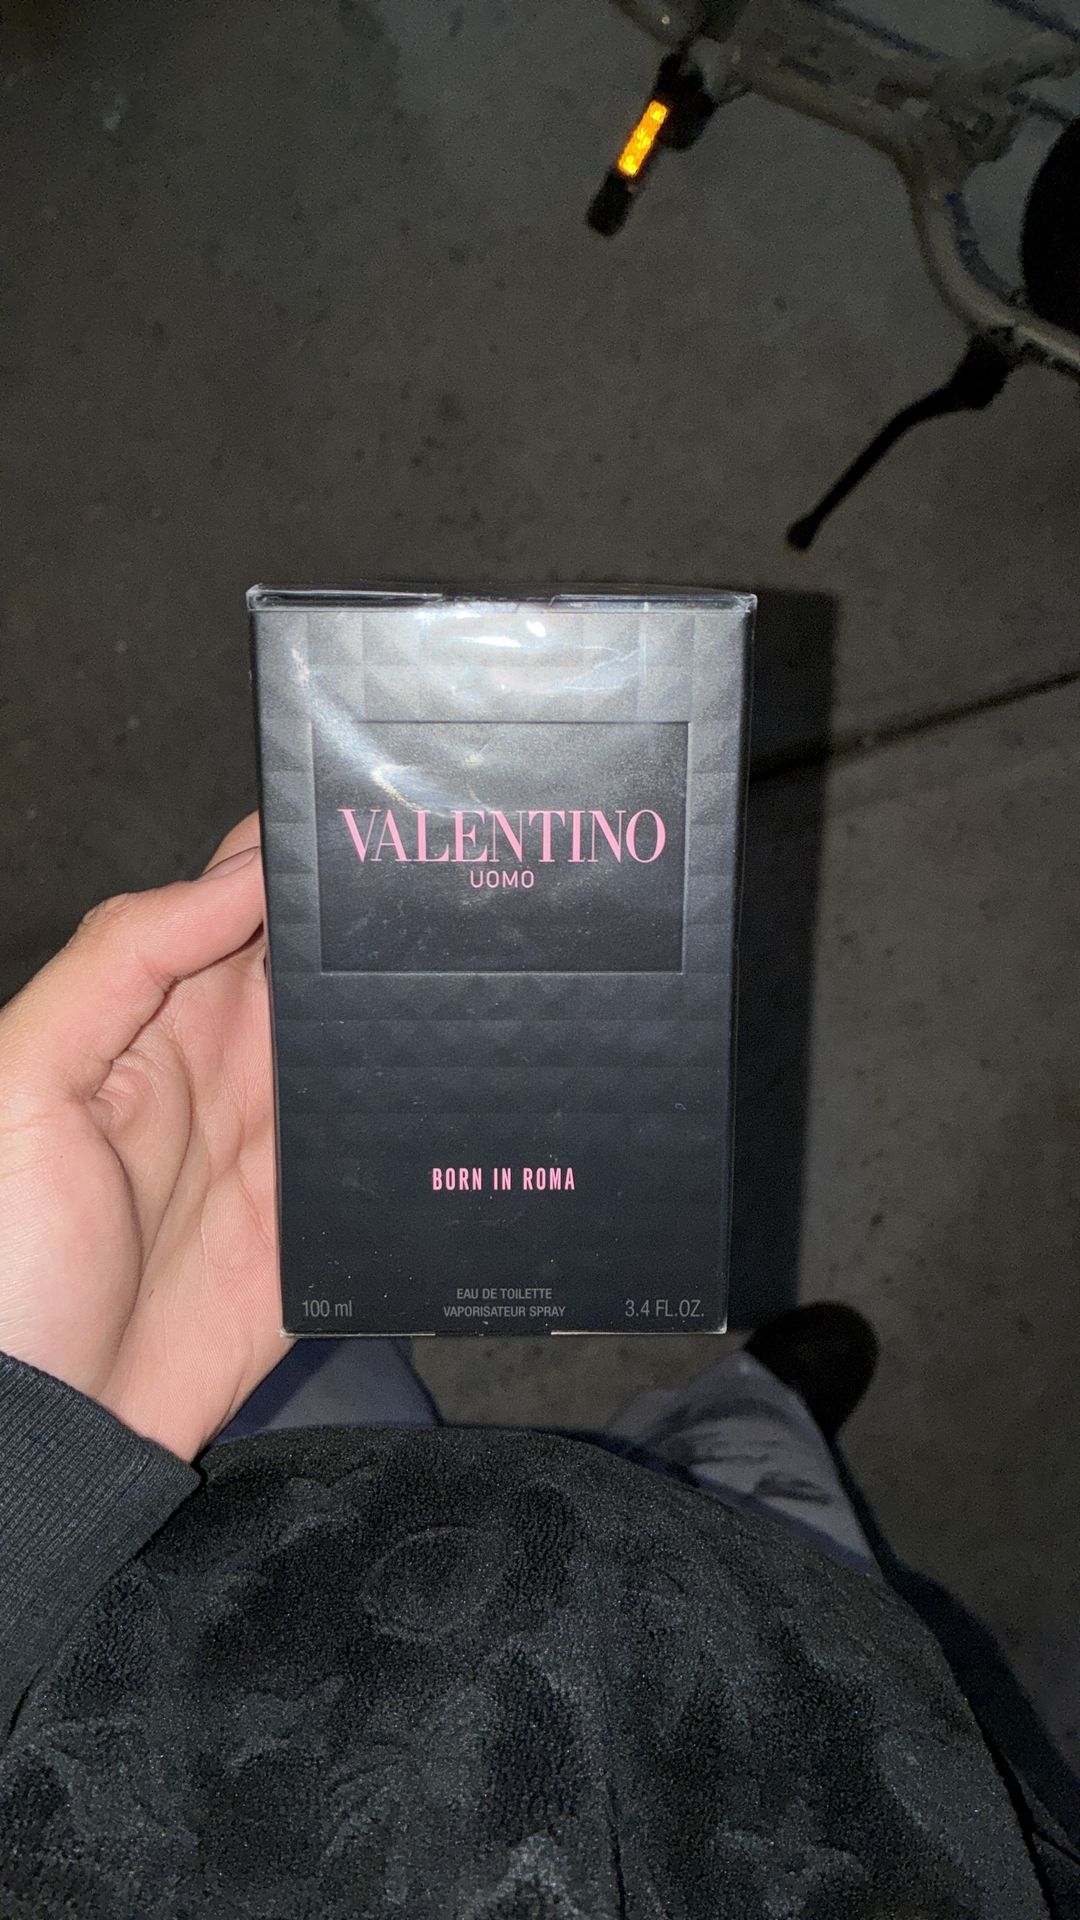 VALENTINO
UOMO
BORN IN ROMA
EAU DE TOILETTE
100 ml VAPORISATEUR SPRAY 3.4 FL.OZ.